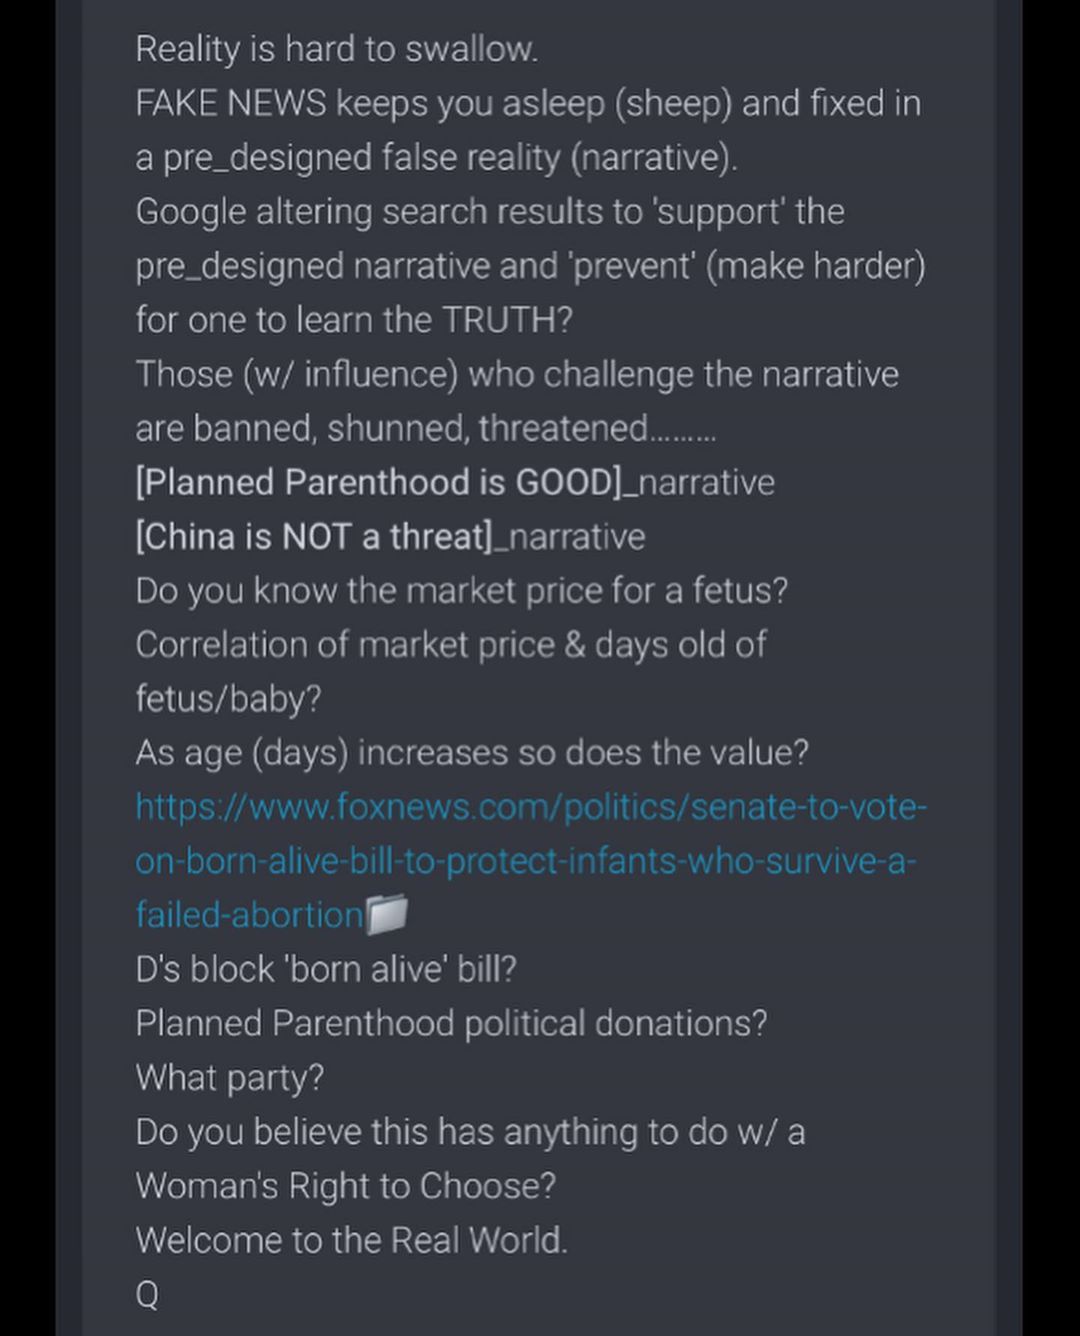 Reality is hard to swallow.
FAKE NEWS keeps you asleep (sheep) and fixed in
a pre_designed false reality (narrative).
Google altering search results to 'support' the
pre_designed narrative and 'prevent' (make harder)
for one to learn the TRUTH?
Those (w/ influence) who challenge the narrative
are banned, shunned, threatened………
[Planned Parenthood is GOOD]_narrative
[China is NOT a threat]_narrative
Do you know the market price for a fetus?
Correlation of market price & days old of
fetus/baby?
As age (days) increases so does the value?
https://www.foxnews.com/politics/senate-to-vote-
on-born-alive-bill-to-protect-infants-who-survive-a-
failed-abortion
D's block 'born alive' bill?
Planned Parenthood political donations?
What party?
Do you believe this has anything to do w/ a
Woman's Right to Choose?
Welcome to the Real World.
Q